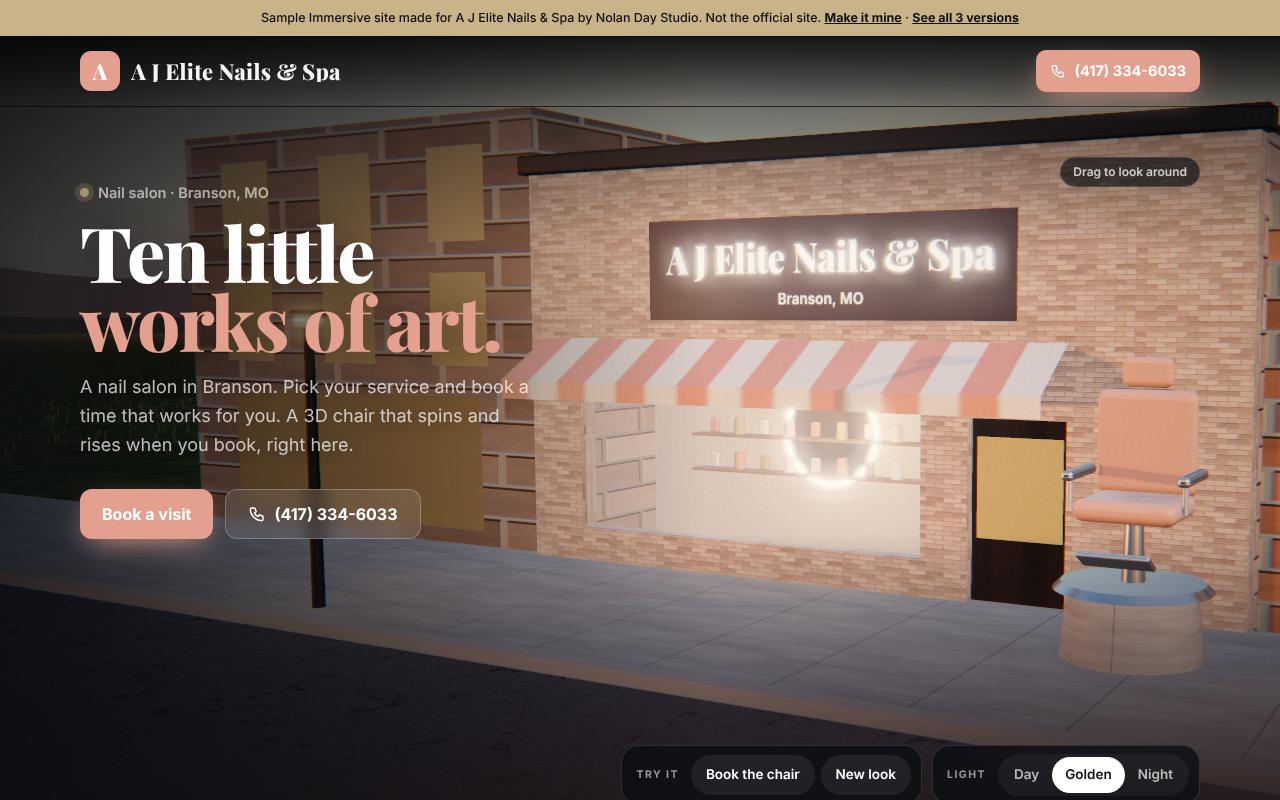 Sample Immersive site made for A J Elite Nails & Spa by Nolan Day Studio. Not the official site. Make it mine · See all 3 versions
A
A J Elite Nails & Spa
(417) 334-6033
Drag to look around
Nail salon · Branson, MO
Ten little
works of art.
A J Elite Nails & Spa
Branson, MO
A nail salon in Branson. Pick your service and book a
time that works for you. A 3D chair that spins and
rises when you book, right here.
Book a visit
(417) 334-6033
TRY IT
Book the chair
New look
LIGHT
Day
Golden
Night